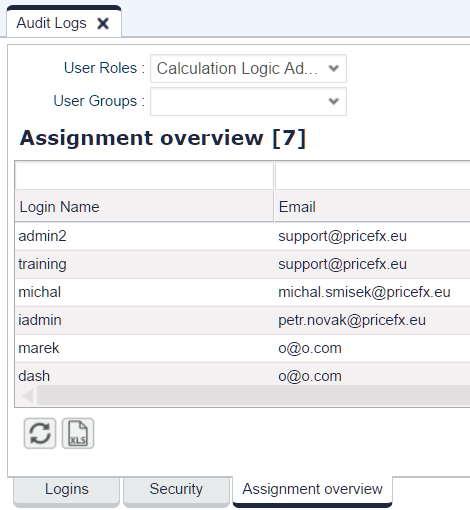 Audit Logs
User Roles : Calculation Logic Ad...
User Groups :
Assignment overview [7]
Login Name Email
admin2 support@pricefx.eu
training support@pricefx.eu
michal michal.smisek@pricefx.eu
iadmin petr.novak@pricefx.eu
marek o@o.com
dash o@o.com
XLS
Logins Security Assignment overview